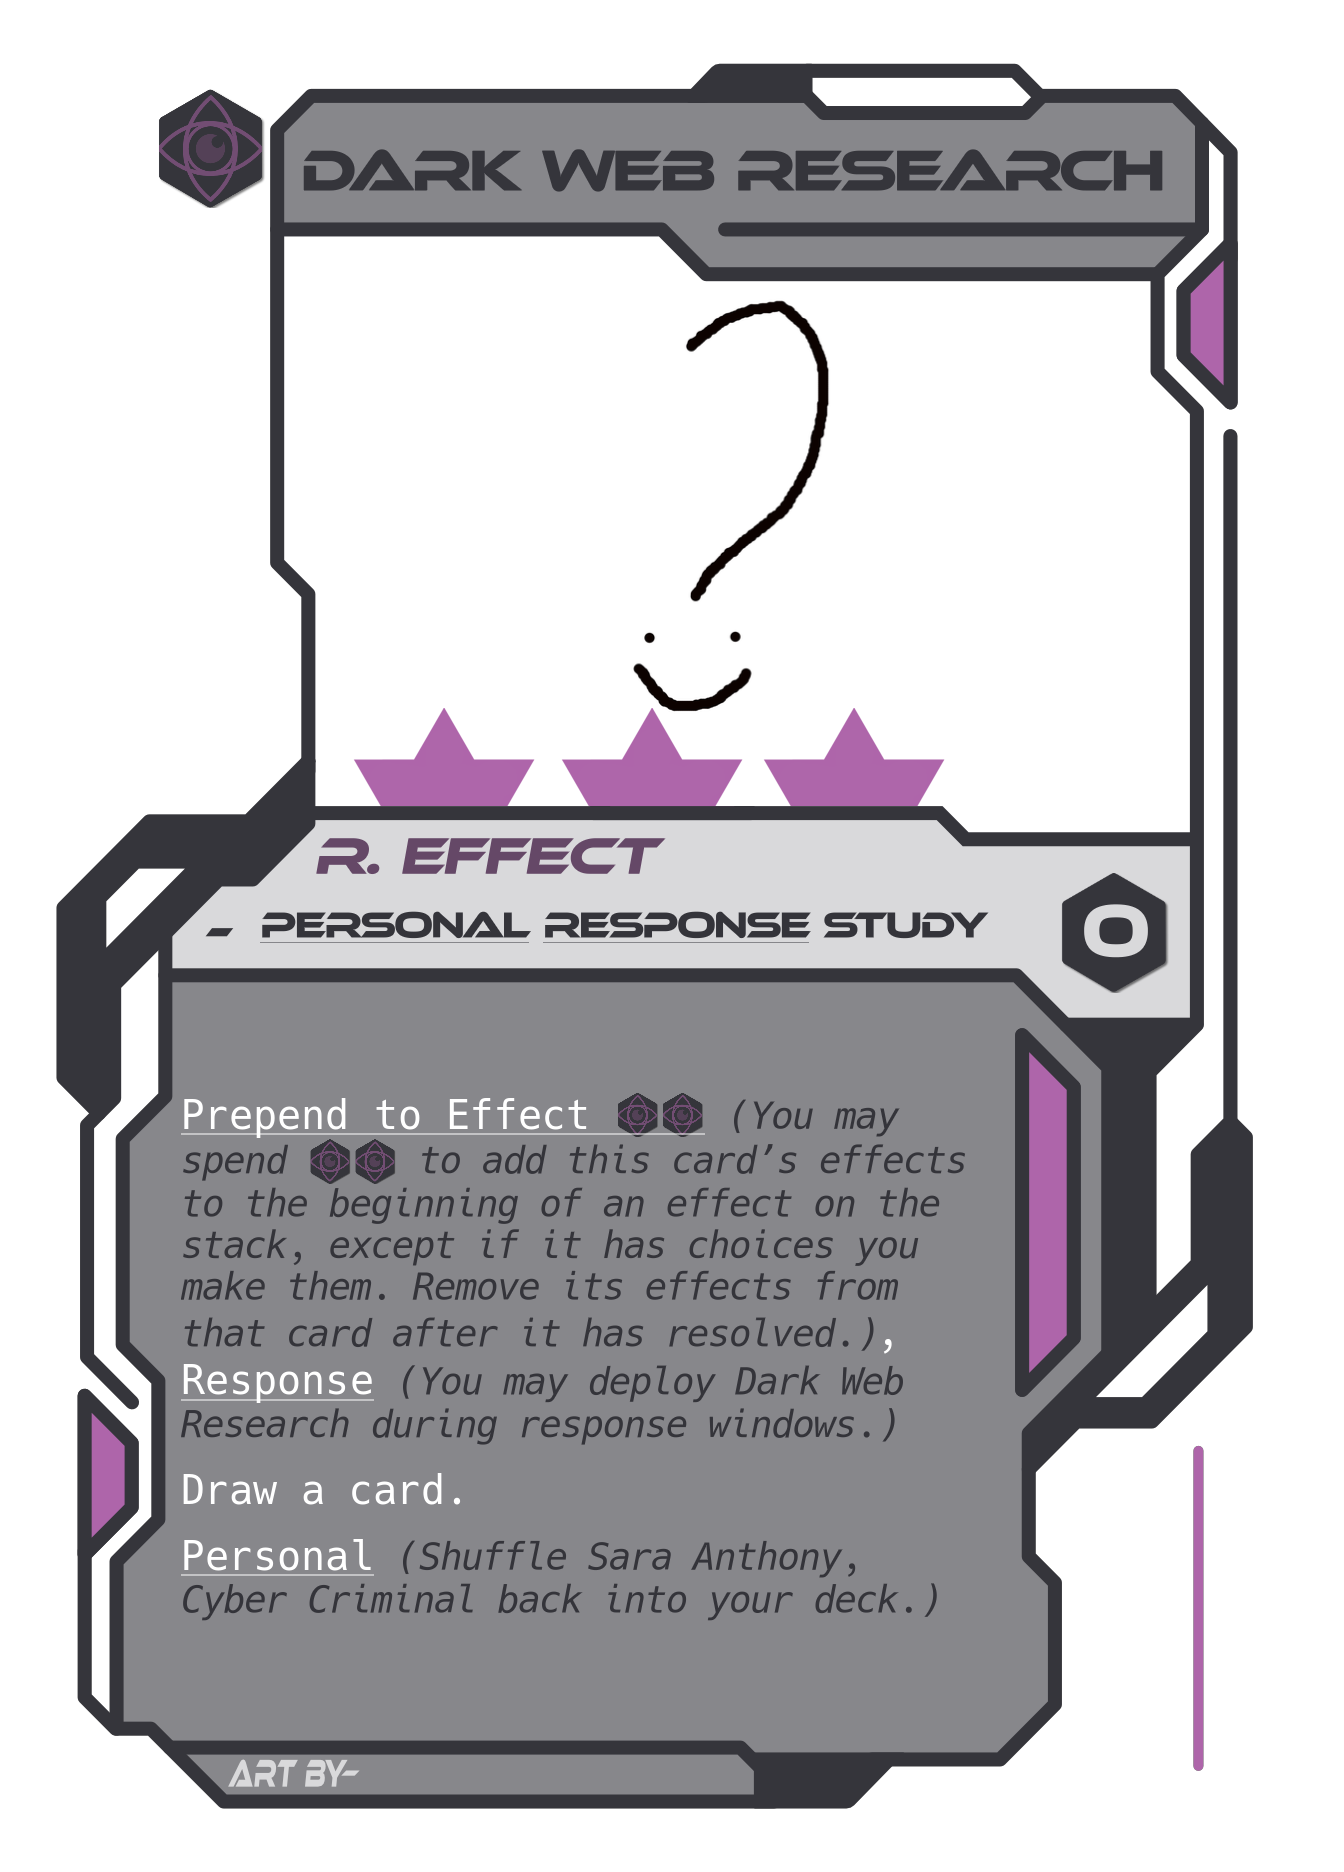 DARK WEB RESEARCH
R. EFFECT
- PERSONAL RESPONSE STUDY
0
Prepend to Effect (You may
spend to add this card’s effects
to the beginning of an effect on the
stack, except if it has choices you
make them. Remove its effects from
that card after it has resolved.),
Response (You may deploy Dark Web
Research during response windows.)
Draw a card.
Personal (Shuffle Sara Anthony,
Cyber Criminal back into your deck.)
ART BY-